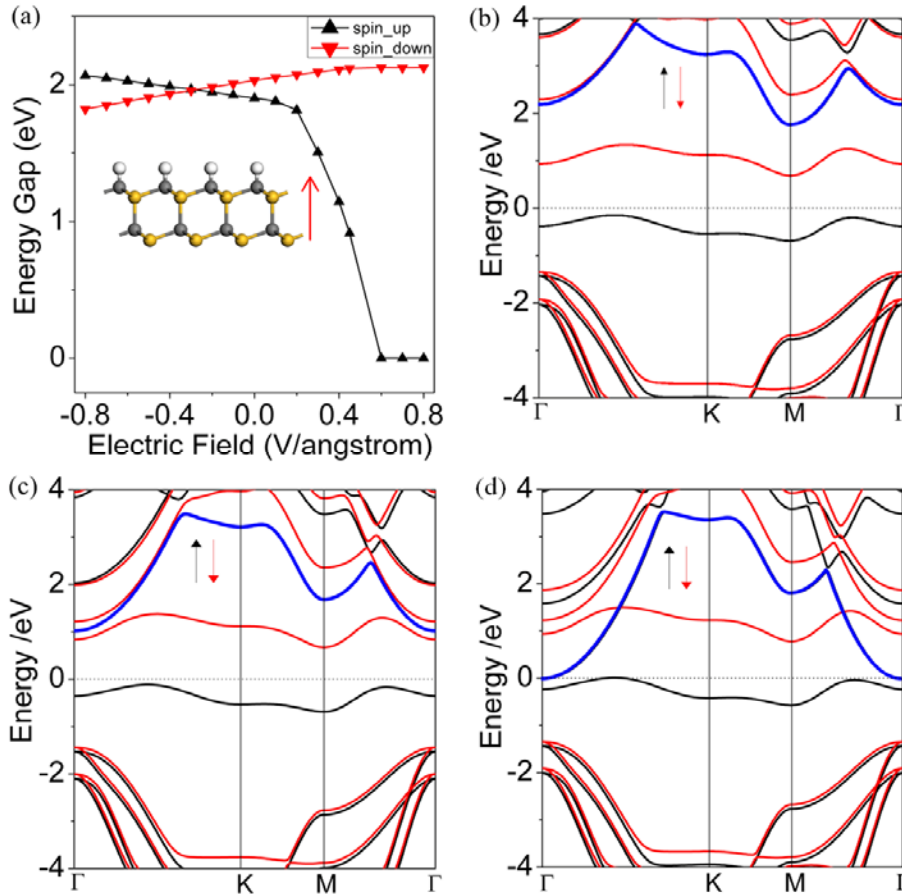 (a)
spin_up
spin_down
2
1
0
Energy Gap (eV)
-0.8 -0.4 0.0 0.4 0.8
Electric Field (V/angstrom)
(b)
4
2
0
-2
-4
Energy /eV
Γ K M Γ
(c)
4
2
0
-2
-4
Energy /eV
Γ K M Γ
(d)
4
2
0
-2
-4
Energy /eV
Γ K M Γ